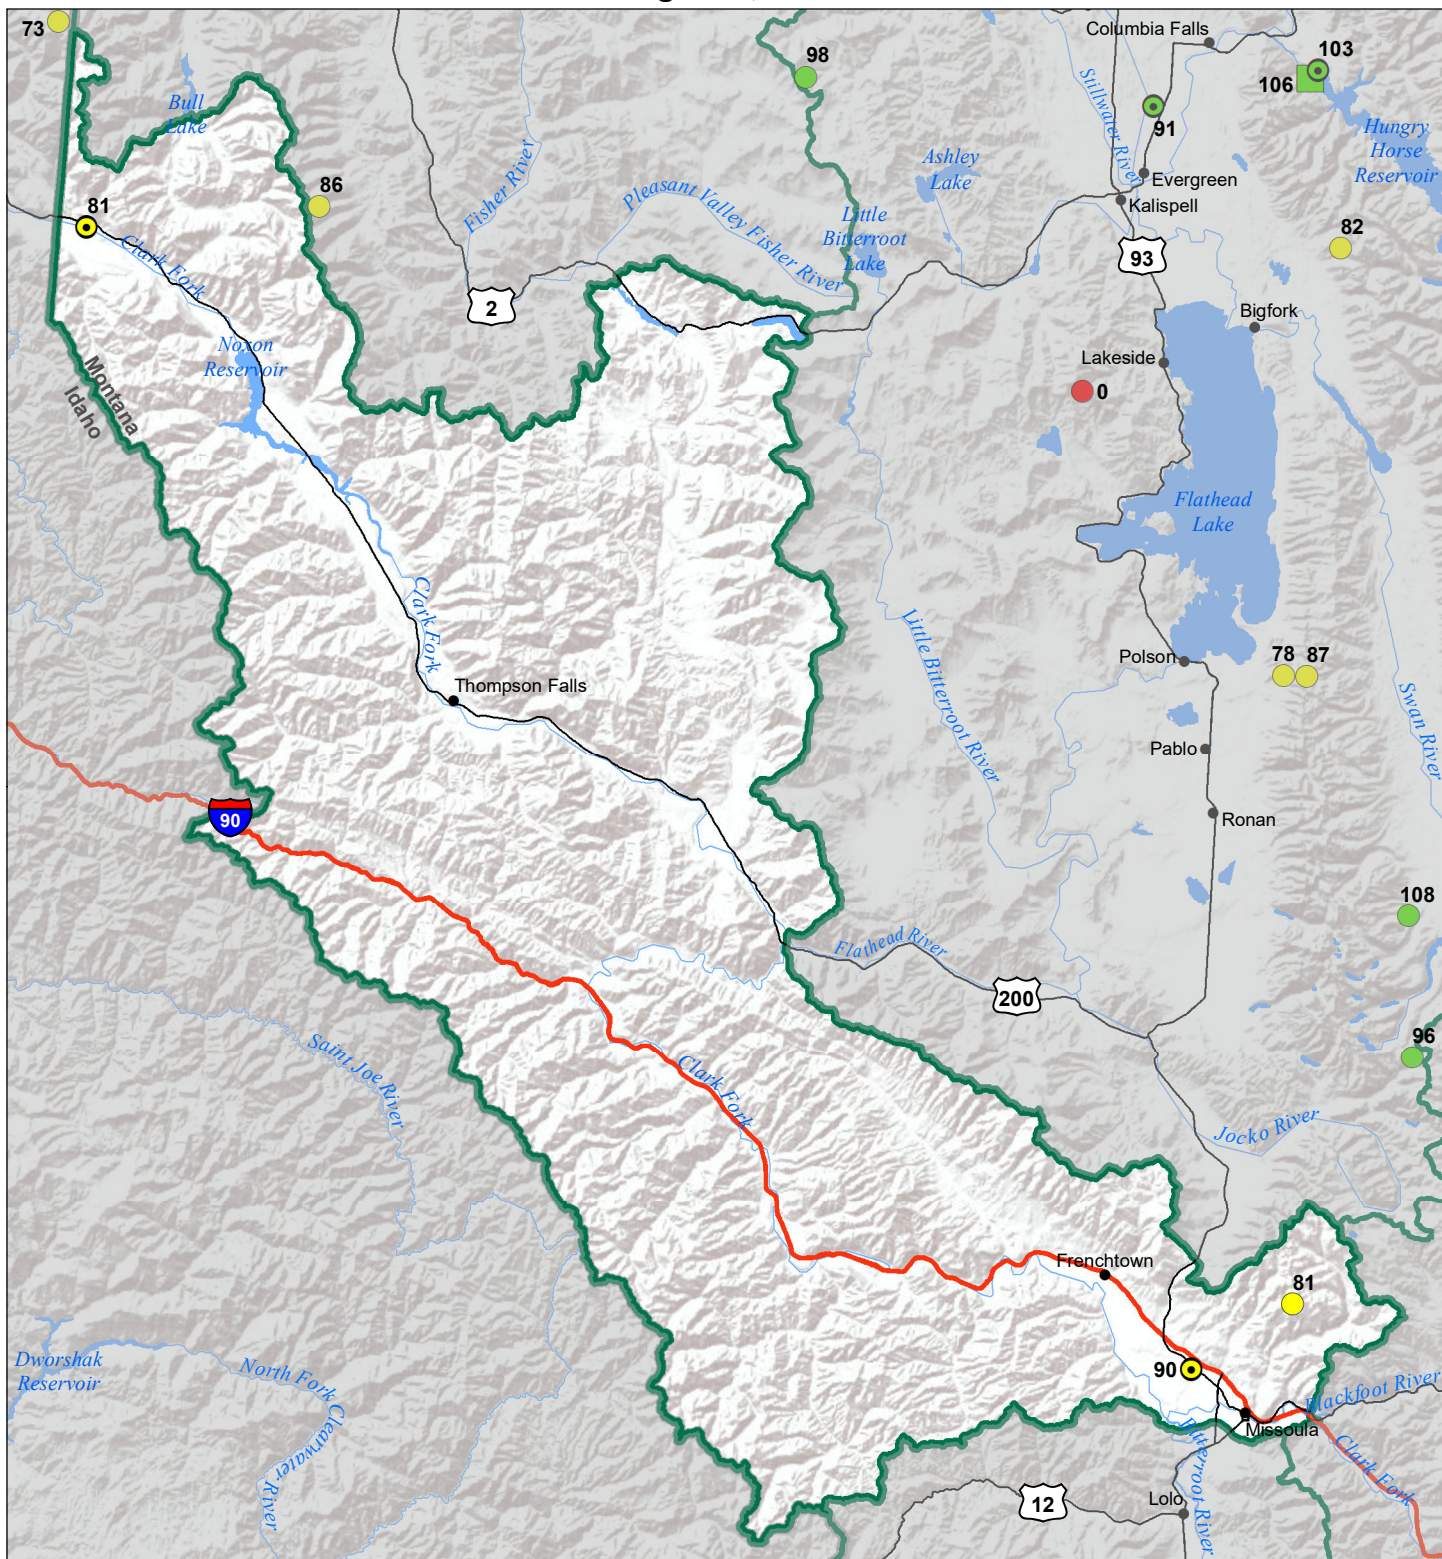 73
98
Columbia Falls
103
106
Stillwater River
91
Bull
Lake
Hungry
Horse
Reservoir
Fisher River
Ashley
Lake
Evergreen
86
Pleasant Valley Fisher River
Kalispell
81
Little
Bitterroot
Lake
82
Clark Fork
93
2
Bigfork
Noxon
Reservoir
Lakeside
Montana
Idaho
0
Flathead
Lake
Clark Fork
Little Bitterroot River
78
87
Polson
Thompson Falls
Swan River
Pablo
90
Ronan
108
Flathead River
200
Saint Joe River
Clark Fork
96
Jocko River
Frenchtown
81
Dworshak
Reservoir
North Fork Clearwater
River
90
Blackfoot River
Missoula
Bitterroot River
Clark Fork
12
Lolo